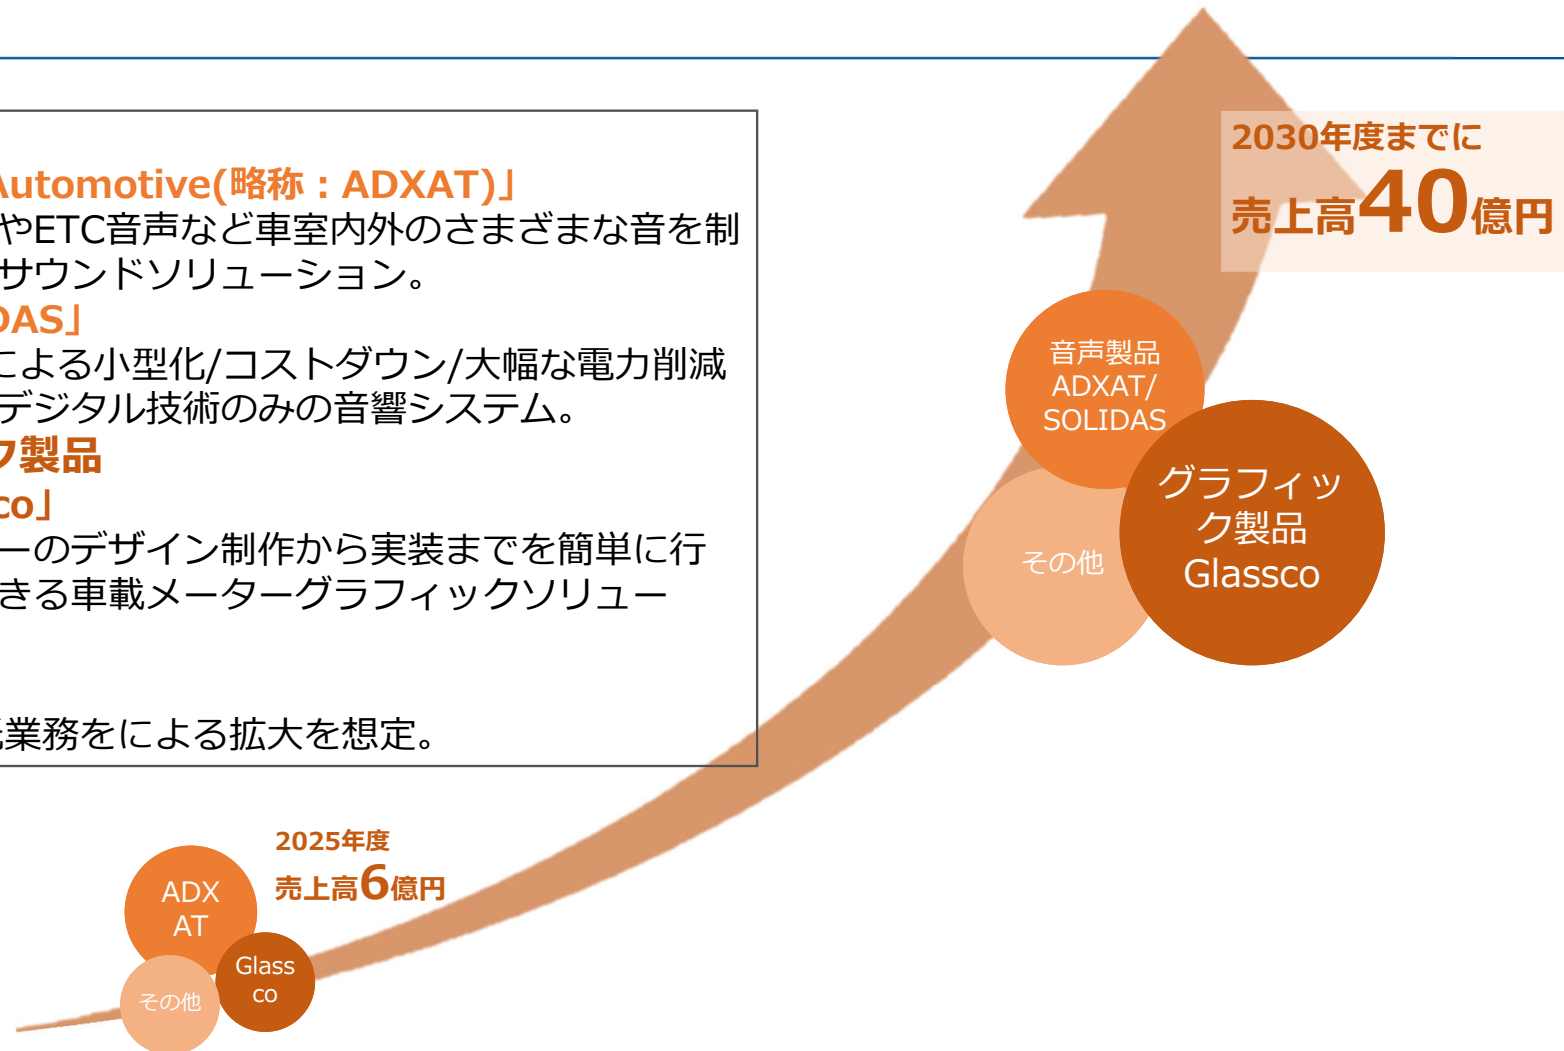 Automotive(略称：ADXAT)」
やETC音声など車室内外のさまざまな音を制
サウンドソリューション。
DAS」
による小型化/コストダウン/大幅な電力削減
デジタル技術のみの音響システム。
ク製品
co」
ーのデザイン制作から実装までを簡単に行
きる車載メーターグラフィックソリュー
業務をによる拡大を想定。
2030年度までに
売上高40億円
音声製品
ADXAT/
SOLIDAS
グラフィッ
ク製品
Glassco
その他
2025年度
売上高6億円
ADX
AT
Glass
co
その他